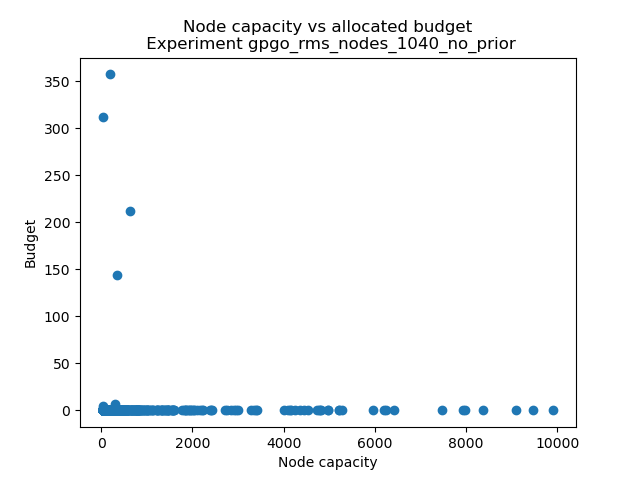 Node capacity vs allocated budget
Experiment gpgo_rms_nodes_1040_no_prior
350
300
250
200
150
100
50
0
Budget
0 2000 4000 6000 8000 10000
Node capacity